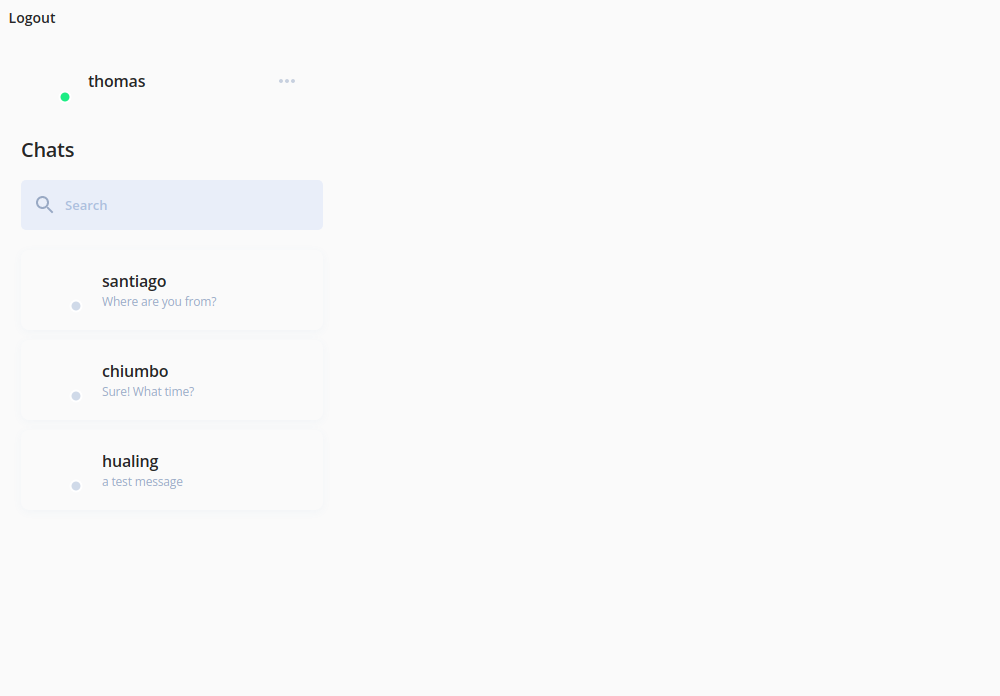 Logout
thomas
Chats
Search
santiago
Where are you from?
chiumbo
Sure! What time?
hualing
a test message